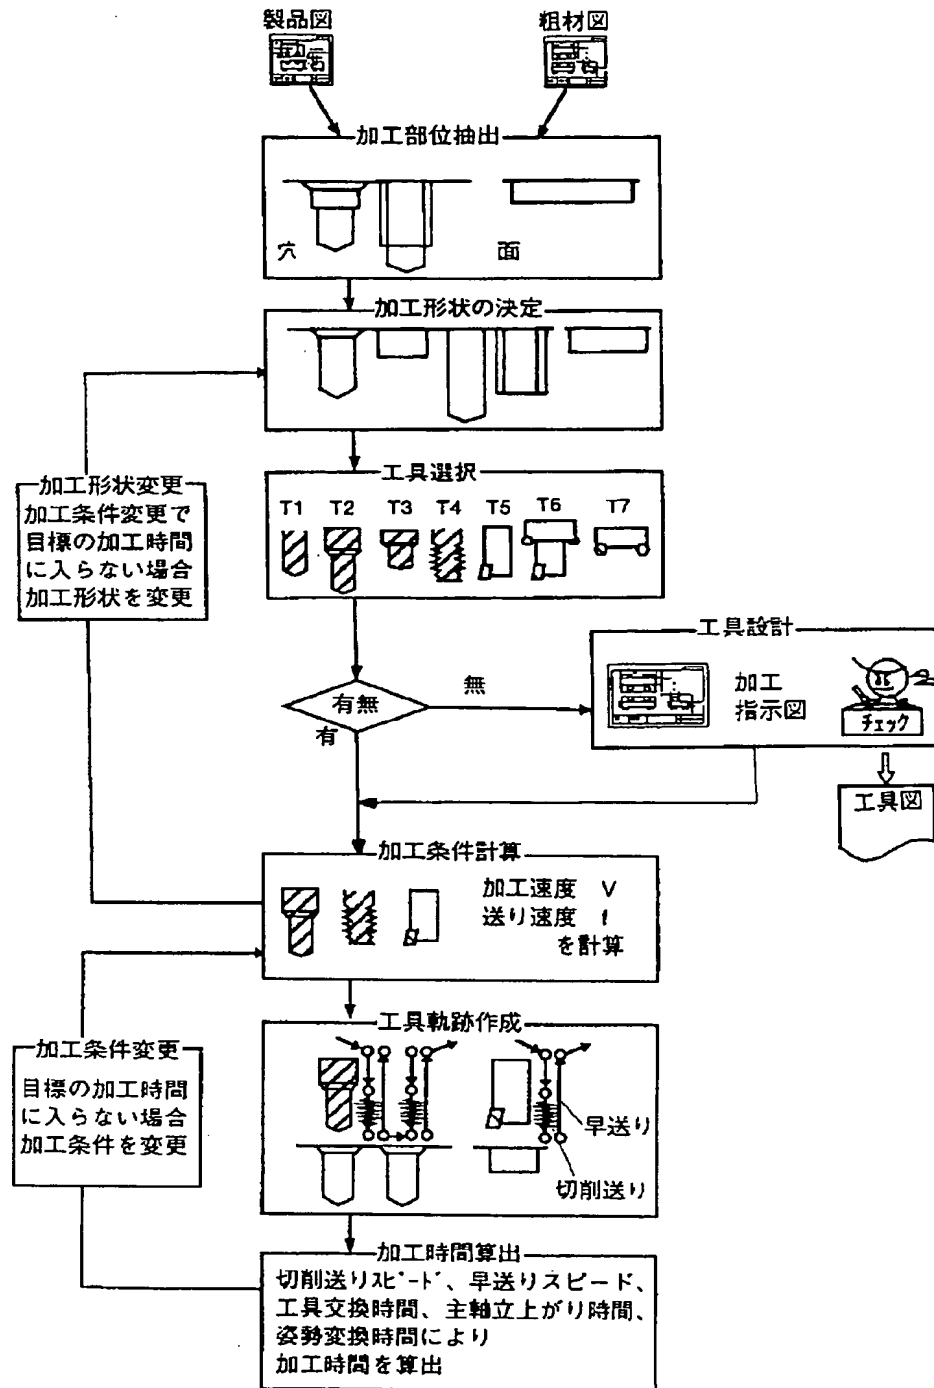 製品図
粗材図
加工部位抽出
穴
面
加工形状の決定
加工形状変更
加工条件変更で
目標の加工時間
に入らない場合
加工形状を変更
工具選択
T1 T2 T3 T4 T5 T6 T7
工具設計
加工
指示図
チェック
工具図
有無
無
有
加工条件計算
加工速度 V
送り速度 f
を計算
加工条件変更
目標の加工時間
に入らない場合
加工条件を変更
工具軌跡作成
早送り
切削送り
加工時間算出
切削送りｽﾋﾟｰﾄﾞ、早送りスピード、
工具交換時間、主軸立上がり時間、
姿勢変換時間により
加工時間を算出